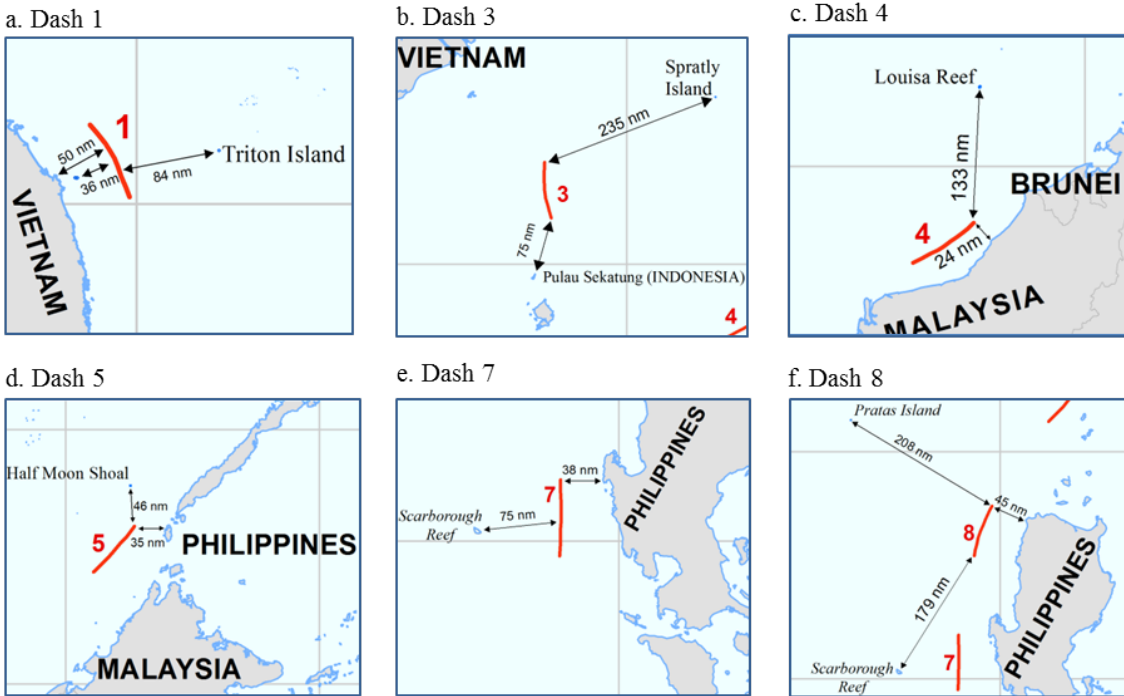 a. Dash 1
1
50 nm
36 nm
84 nm
Triton Island
VIETNAM
b. Dash 3
VIETNAM
Spratly
Island
235 nm
3
75 nm
Pulau Sekatung (INDONESIA)
4
c. Dash 4
Louisa Reef
133 nm
BRUNEI
4
24 nm
MALAYSIA
d. Dash 5
Half Moon Shoal
46 nm
35 nm
5
PHILIPPINES
MALAYSIA
e. Dash 7
38 nm
7
75 nm
Scarborough
Reef
PHILIPPINES
f. Dash 8
Pratas Island
208 nm
45 nm
8
179 nm
PHILIPPINES
7
Scarborough
Reef